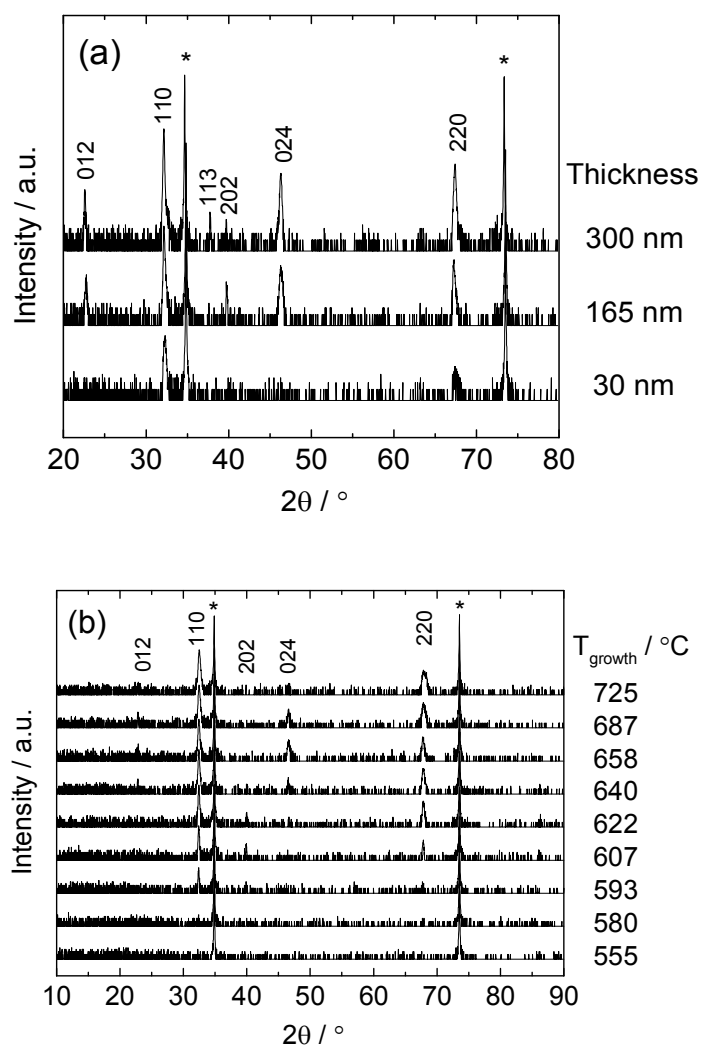 (a)
*
*
012
110
113
202
024
220
Thickness
300 nm
165 nm
30 nm
Intensity / a.u.
20 30 40 50 60 70 80
2θ / °
(b)
*
*
012
110
202
024
220
T_growth / °C
725
687
658
640
622
607
593
580
555
Intensity / a.u.
10 20 30 40 50 60 70 80 90
2θ / °